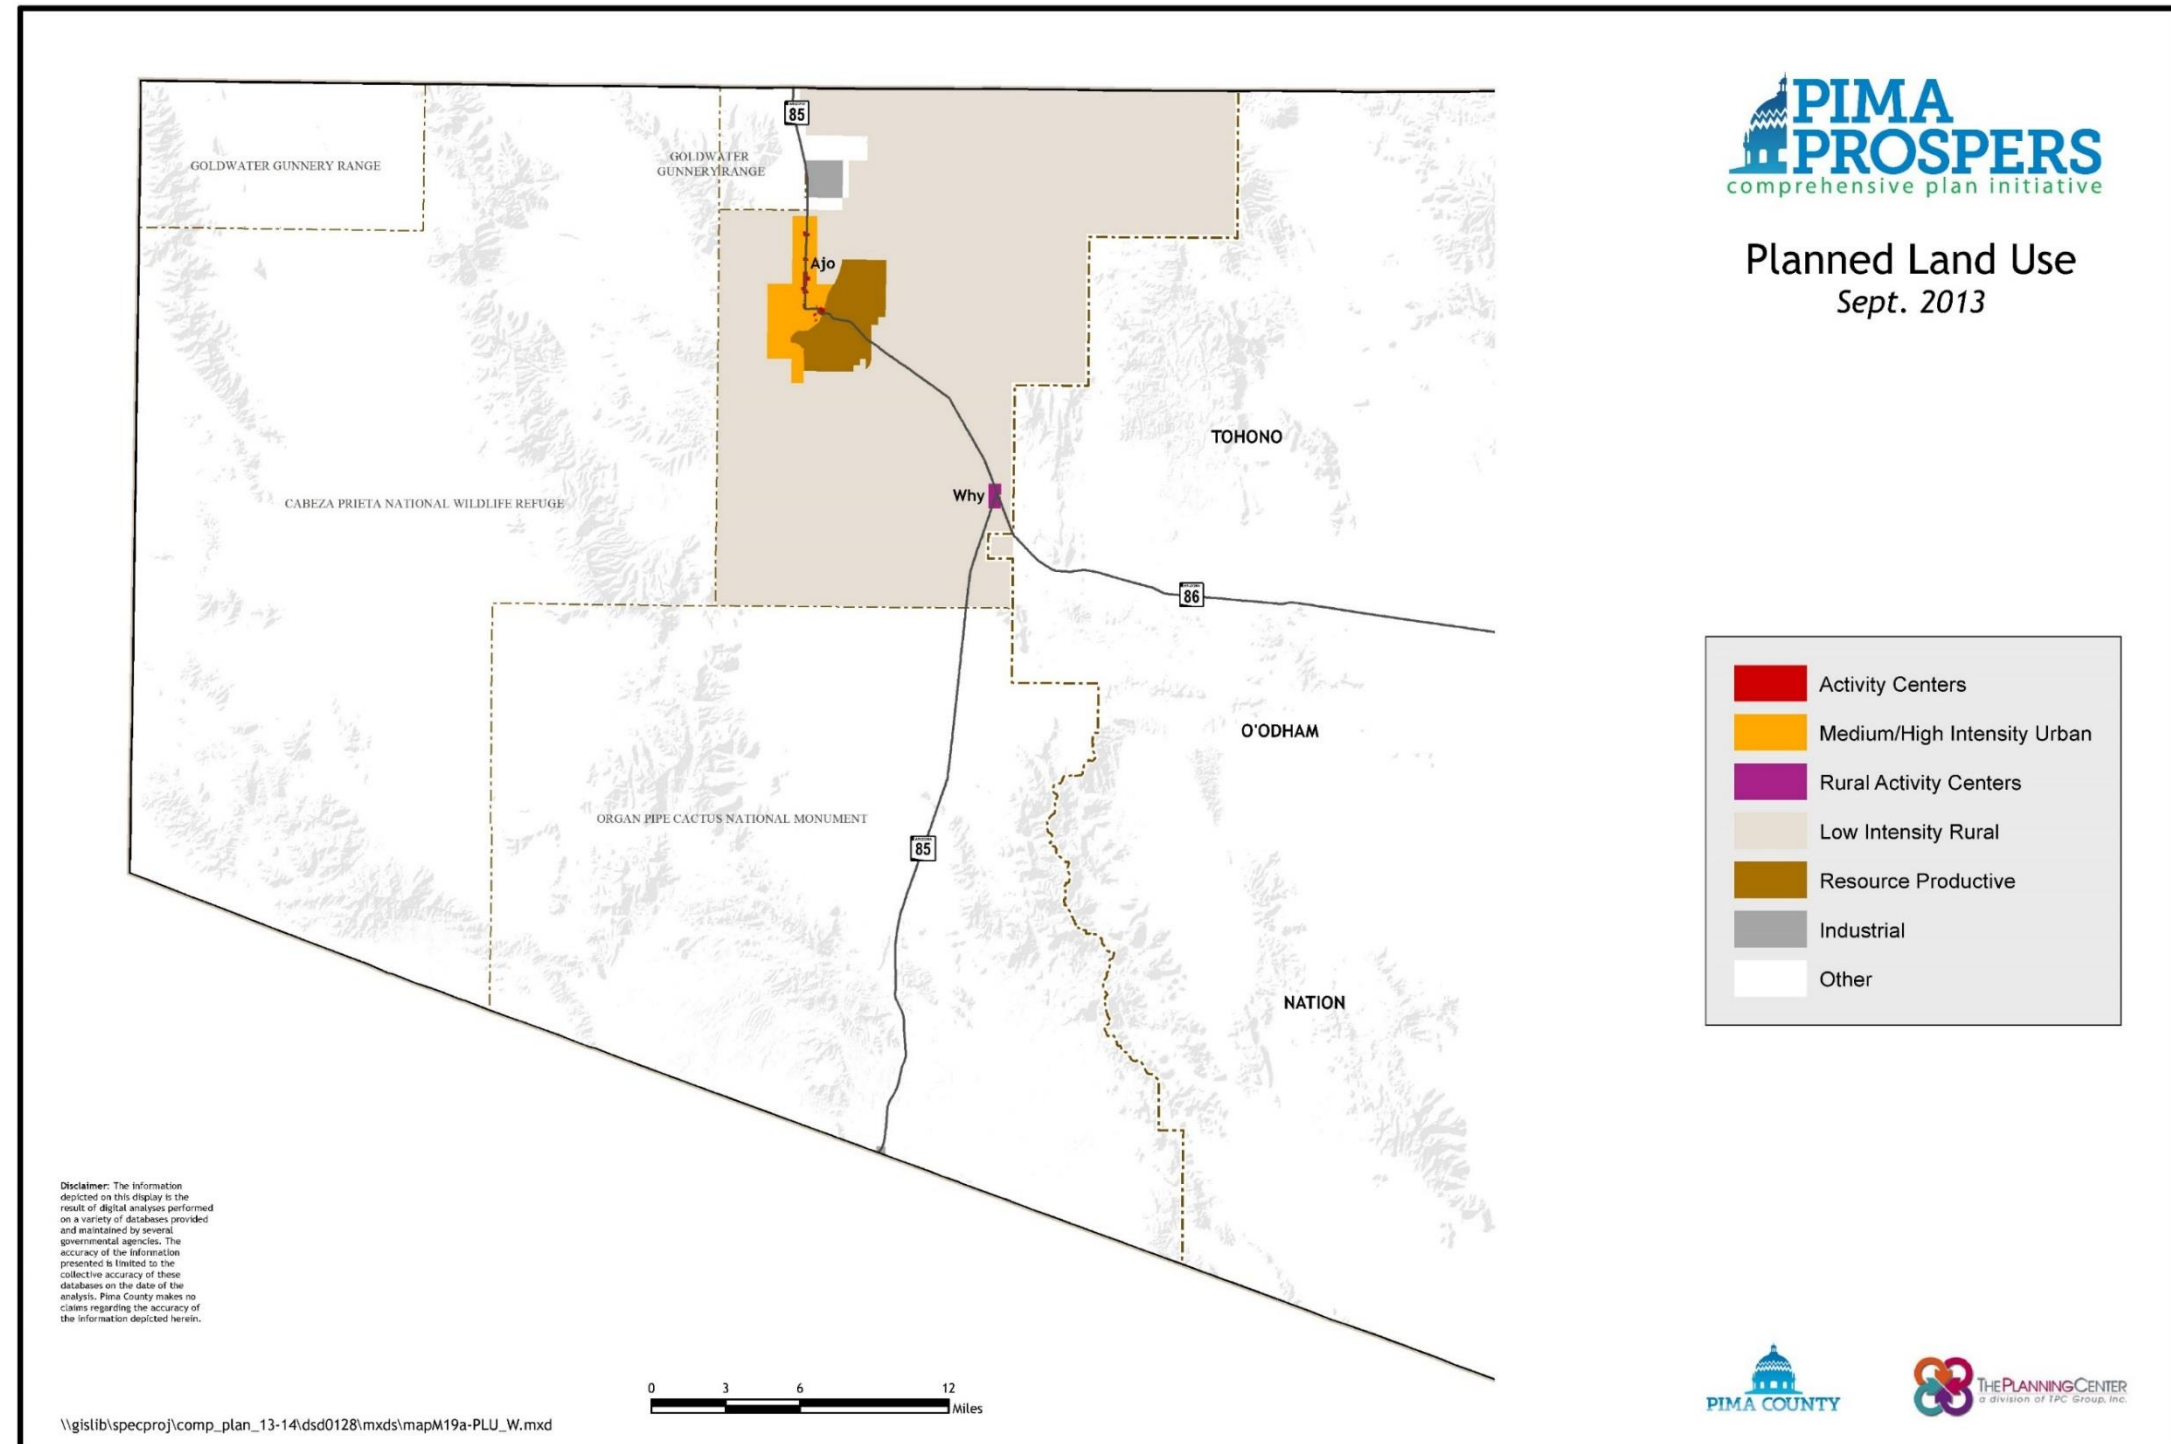 PIMA
PROSPERS
comprehensive plan initiative
Planned Land Use
Sept. 2013
85
GOLDWATER GUNNERY RANGE
GOLDWATER
GUNNERY RANGE
Ajo
TOHONO
Why
CABEZA PRIETA NATIONAL WILDLIFE REFUGE
86
O'ODHAM
ORGAN PIPE CACTUS NATIONAL MONUMENT
85
NATION
Activity Centers
Medium/High Intensity Urban
Rural Activity Centers
Low Intensity Rural
Resource Productive
Industrial
Other
Disclaimer: The information
depicted on this display is the
result of digital analyses performed
on a variety of databases provided
and maintained by several
governmental agencies. The
accuracy of the information
presented is limited to the
collective accuracy of these
databases on the date of the
analysis. Pima County makes no
claims regarding the accuracy of
the information depicted herein.
0 3 6 12
Miles
\\gislib\specproj\comp_plan_13-14\dsd0128\mxds\mapM19a-PLU_W.mxd
PIMA COUNTY
THE PLANNING CENTER
a division of TPC Group, Inc.